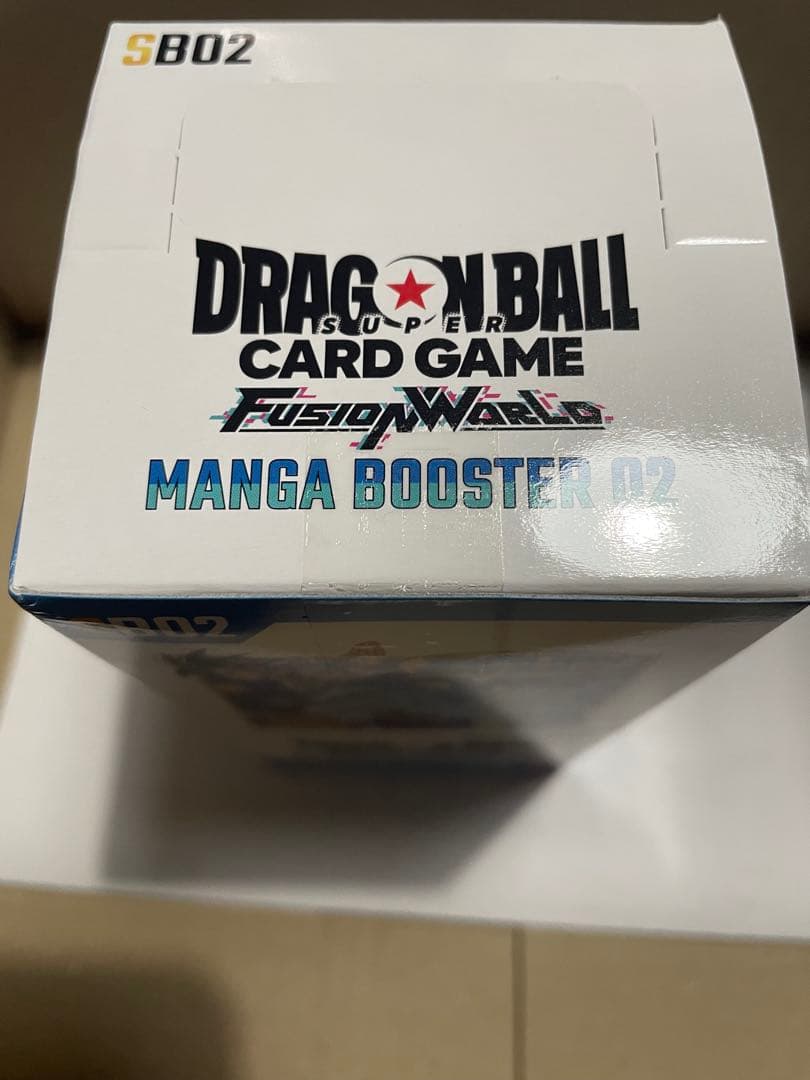 SB02
DRAGON BALL
SUPER
CARD GAME
FUSION WORLD
MANGA BOOSTER 02
SB02